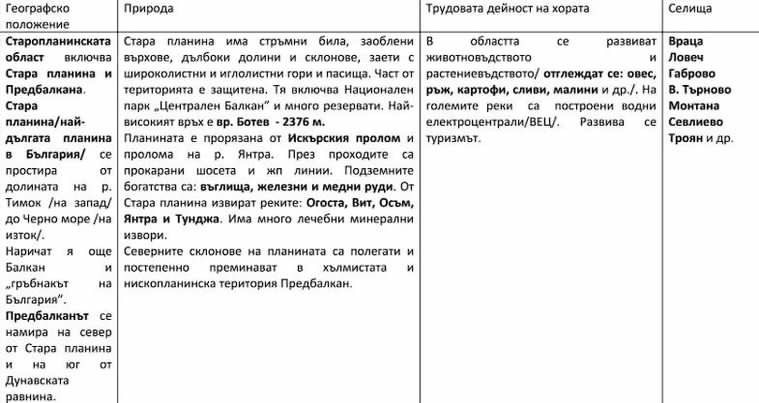 Географско
положение
Природа
Трудовата дейност на хората
Селища
Старопланинската
област включва
Стара планина и
Предбалкана.
Стара
планина/най-
дългата планина
в България/ се
простира от
долината на р.
Тимок /на запад/
до Черно море /на
изток/.
Наричат я още
Балкан и
„гръбнакът на
България”.
Предбалканът се
намира на север
от Стара планина
и на юг от
Дунавската
равнина.
Стара планина има стръмни била, заоблени
върхове, дълбоки долини и склонове, заети с
широколистни и иглолистни гори и пасища. Част от
територията е защитена. Тя включва Национален
парк „Централен Балкан” и много резервати. Най-
високият връх е вр. Ботев - 2376 м.
Планината е прорязана от Искърския пролом и
пролома на р. Янтра. През проходите са
прокарани шосета и жп линии. Подземните
богатства са: въглища, железни и медни руди. От
Стара планина извират реките: Огоста, Вит, Осъм,
Янтра и Тунджа. Има много лечебни минерални
извори.
Северните склонове на планината са полегати и
постепенно преминават в хълмистата и
нископланинска територия Предбалкан.
В областта се развиват
животновъдството и
растениевъдството/ отглеждат се: овес,
ръж, картофи, сливи, малини и др./. На
големите реки са построени водни
електроцентрали/ВЕЦ/. Развива се
туризмът.
Враца
Ловеч
Габрово
В. Търново
Монтана
Севлиево
Троян и др.